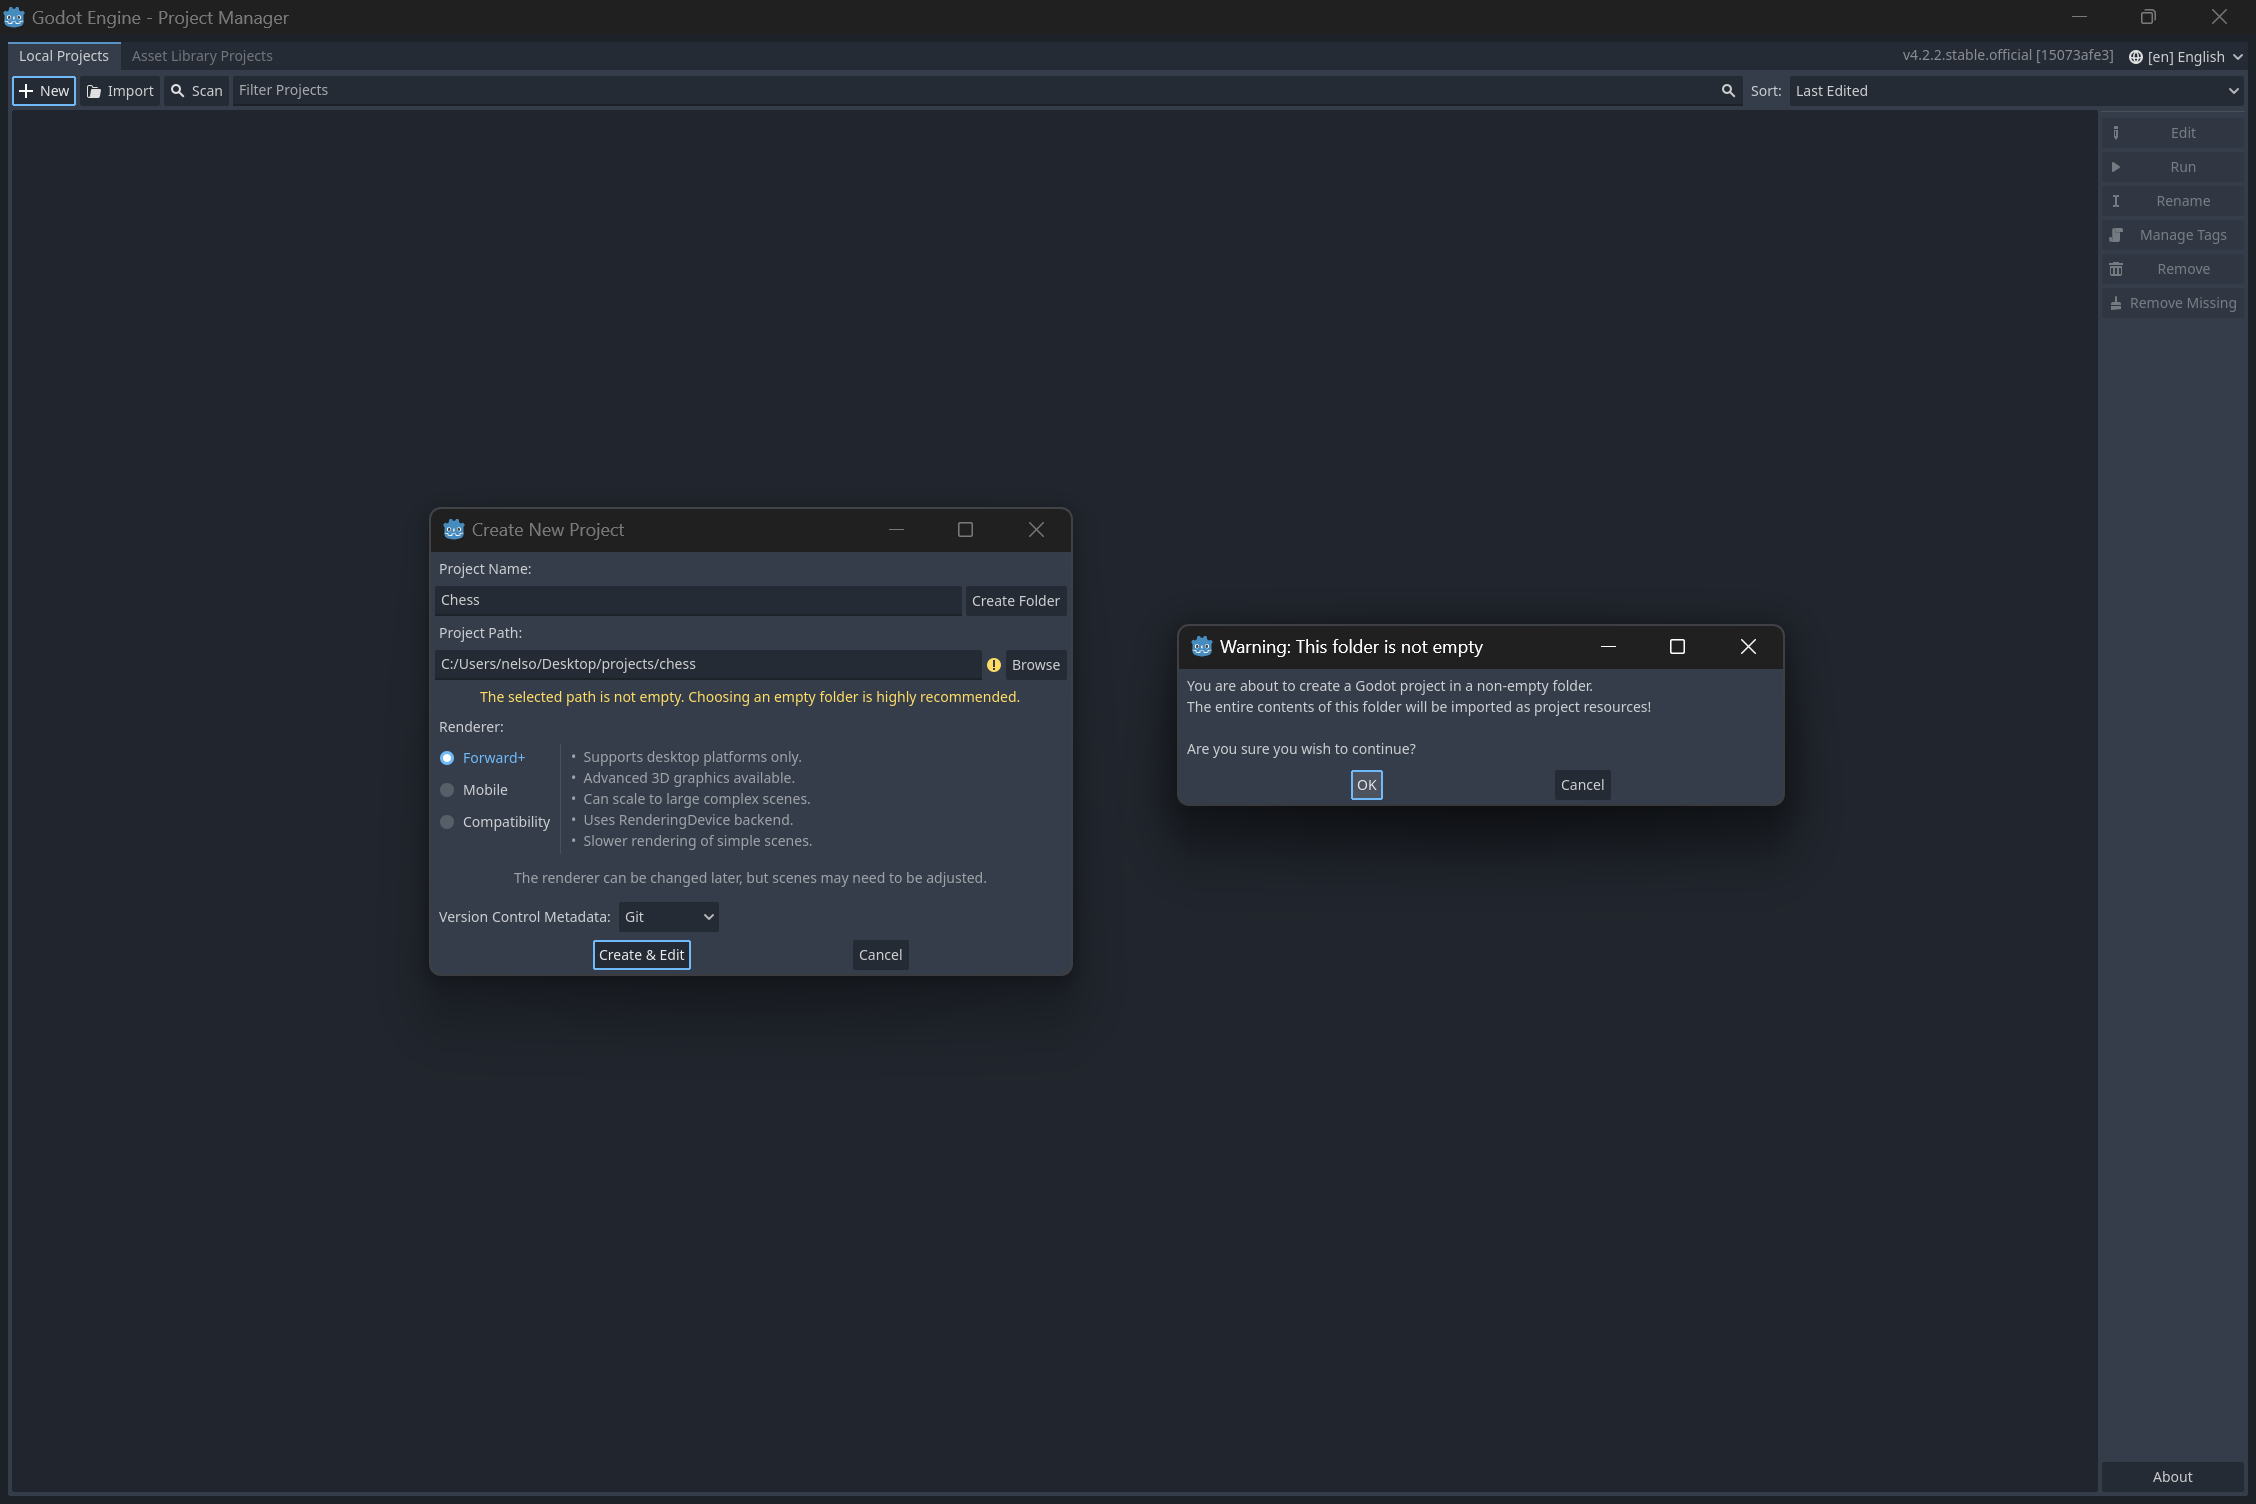 Godot Engine - Project Manager
Local Projects
Asset Library Projects
v4.2.2.stable.official [15073afe3]
[en] English
New
Import
Scan
Filter Projects
Sort:
Last Edited
Edit
Run
Rename
Manage Tags
Remove
Remove Missing
Create New Project
Project Name:
Chess
Create Folder
Project Path:
C:/Users/nelso/Desktop/projects/chess
Browse
The selected path is not empty. Choosing an empty folder is highly recommended.
Renderer:
Forward+
Mobile
Compatibility
• Supports desktop platforms only.
• Advanced 3D graphics available.
• Can scale to large complex scenes.
• Uses RenderingDevice backend.
• Slower rendering of simple scenes.
The renderer can be changed later, but scenes may need to be adjusted.
Version Control Metadata:
Git
Create & Edit
Cancel
Warning: This folder is not empty
You are about to create a Godot project in a non-empty folder.
The entire contents of this folder will be imported as project resources!
Are you sure you wish to continue?
OK
Cancel
About